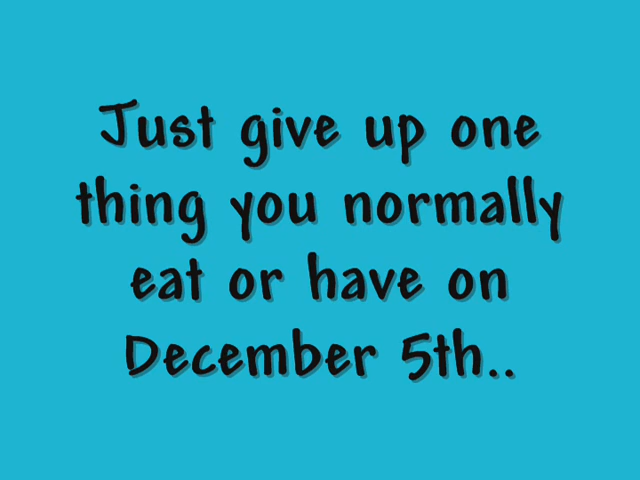 Just give up one
thing you normally
eat or have on
December 5th..